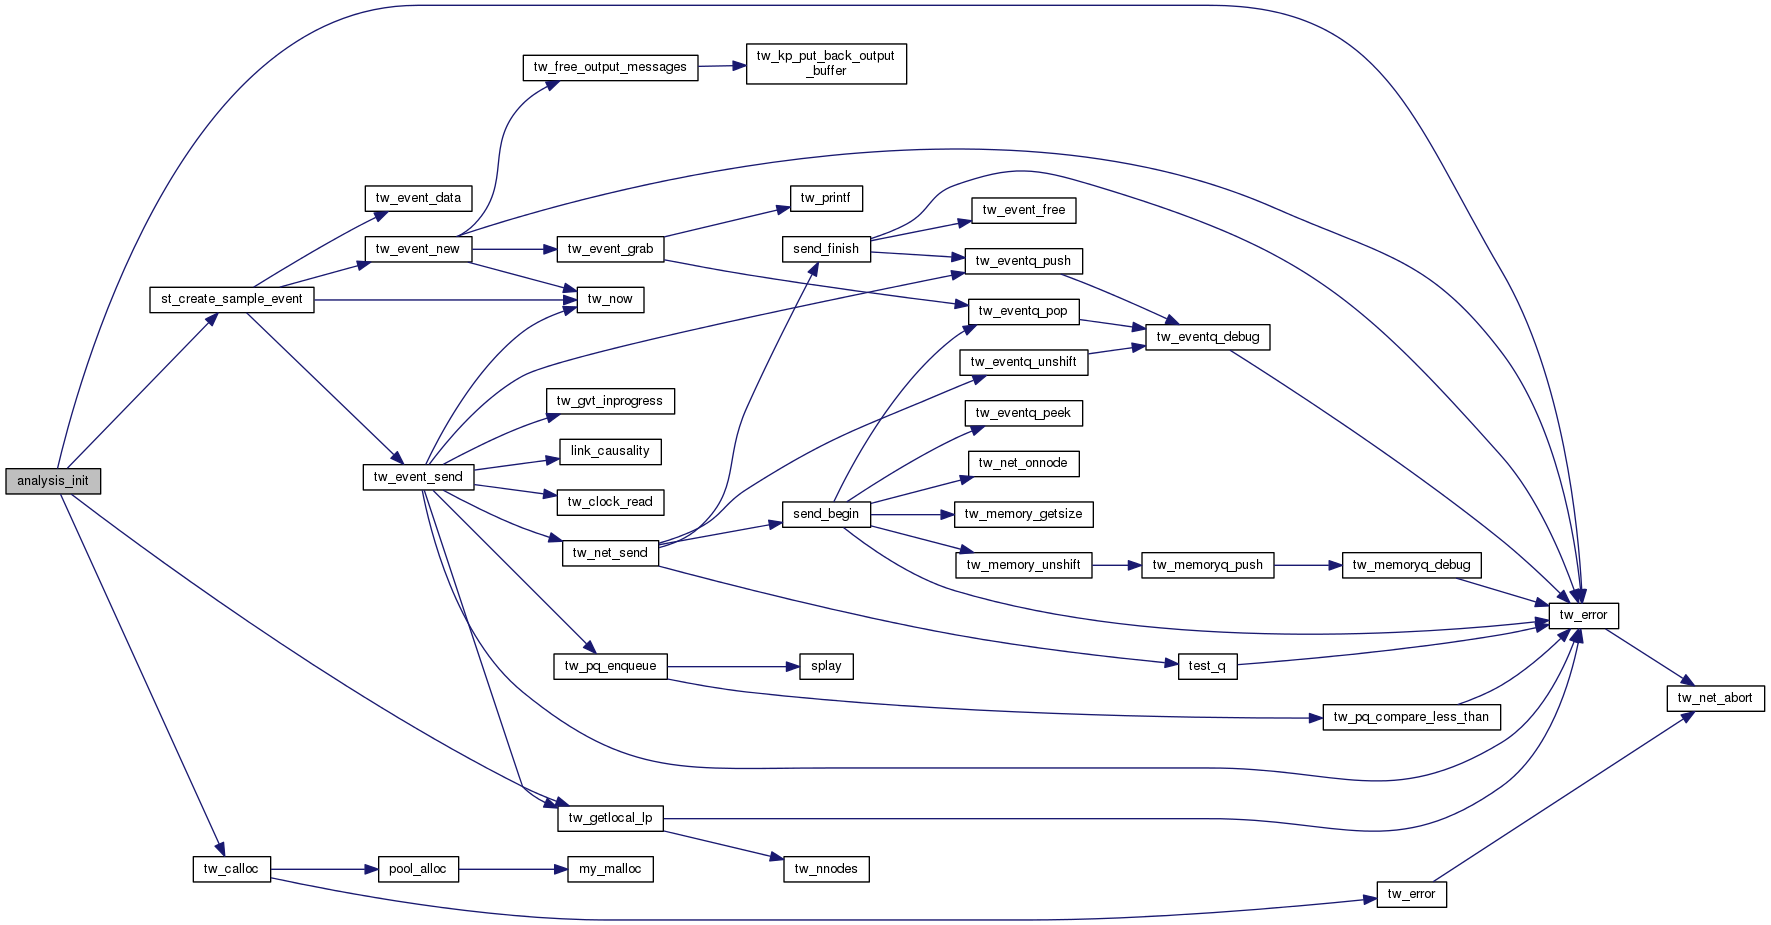 tw_kp_put_back_output
_buffer
tw_free_output_messages
tw_event_data
tw_printf
tw_event_free
tw_event_new
tw_event_grab
send_finish
tw_eventq_push
st_create_sample_event
tw_now
tw_eventq_pop
tw_eventq_debug
tw_eventq_unshift
tw_gvt_inprogress
tw_eventq_peek
link_causality
tw_net_onnode
analysis_init
tw_event_send
tw_clock_read
send_begin
tw_memory_getsize
tw_net_send
tw_memory_unshift
tw_memoryq_push
tw_memoryq_debug
tw_error
tw_pq_enqueue
splay
test_q
tw_net_abort
tw_pq_compare_less_than
tw_getlocal_lp
tw_calloc
pool_alloc
my_malloc
tw_nnodes
tw_error